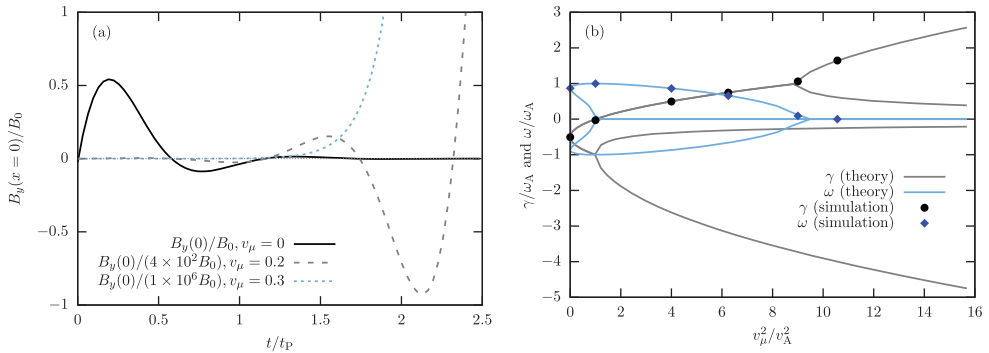 (a)
1
0.5
0
−0.5
−1
B_y(x = 0)/B_0
B_y(0)/B_0, v_μ = 0
B_y(0)/(4 × 10^2 B_0), v_μ = 0.2
B_y(0)/(1 × 10^6 B_0), v_μ = 0.3
0 0.5 1 1.5 2 2.5
t/t_P
(b)
3
2
1
0
−1
−2
−3
−4
−5
γ/ω_A and ω/ω_A
γ (theory)
ω (theory)
γ (simulation)
ω (simulation)
0 2 4 6 8 10 12 14 16
v_μ^2/v_A^2